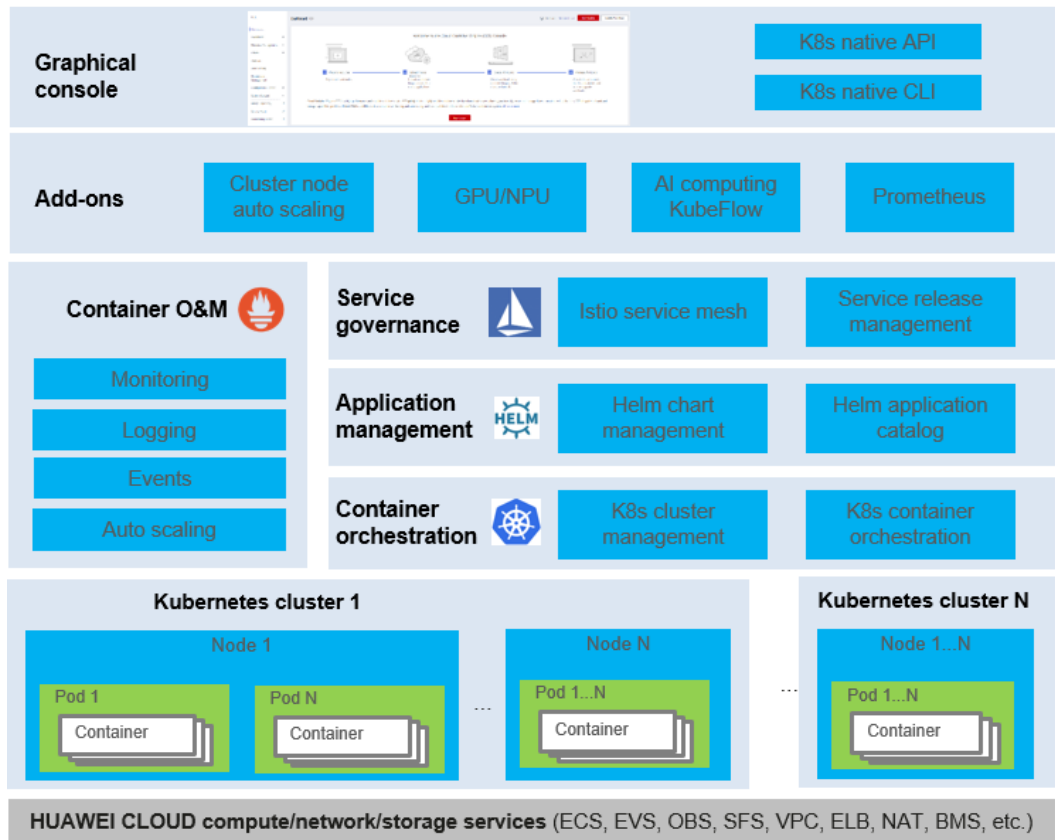 Graphical
console
K8s native API
K8s native CLI
Add-ons
Cluster node
auto scaling
GPU/NPU
AI computing
KubeFlow
Prometheus
Container O&M
Monitoring
Logging
Events
Auto scaling
Service
governance
Istio service mesh
Service release
management
Application
management
HELM
Helm chart
management
Helm application
catalog
Container
orchestration
K8s cluster
management
K8s container
orchestration
Kubernetes cluster 1
Node 1
Pod 1
Container
Pod N
Container
...
Node N
Pod 1...N
Container
...
Kubernetes cluster N
Node 1...N
Pod 1...N
Container
HUAWEI CLOUD compute/network/storage services (ECS, EVS, OBS, SFS, VPC, ELB, NAT, BMS, etc.)